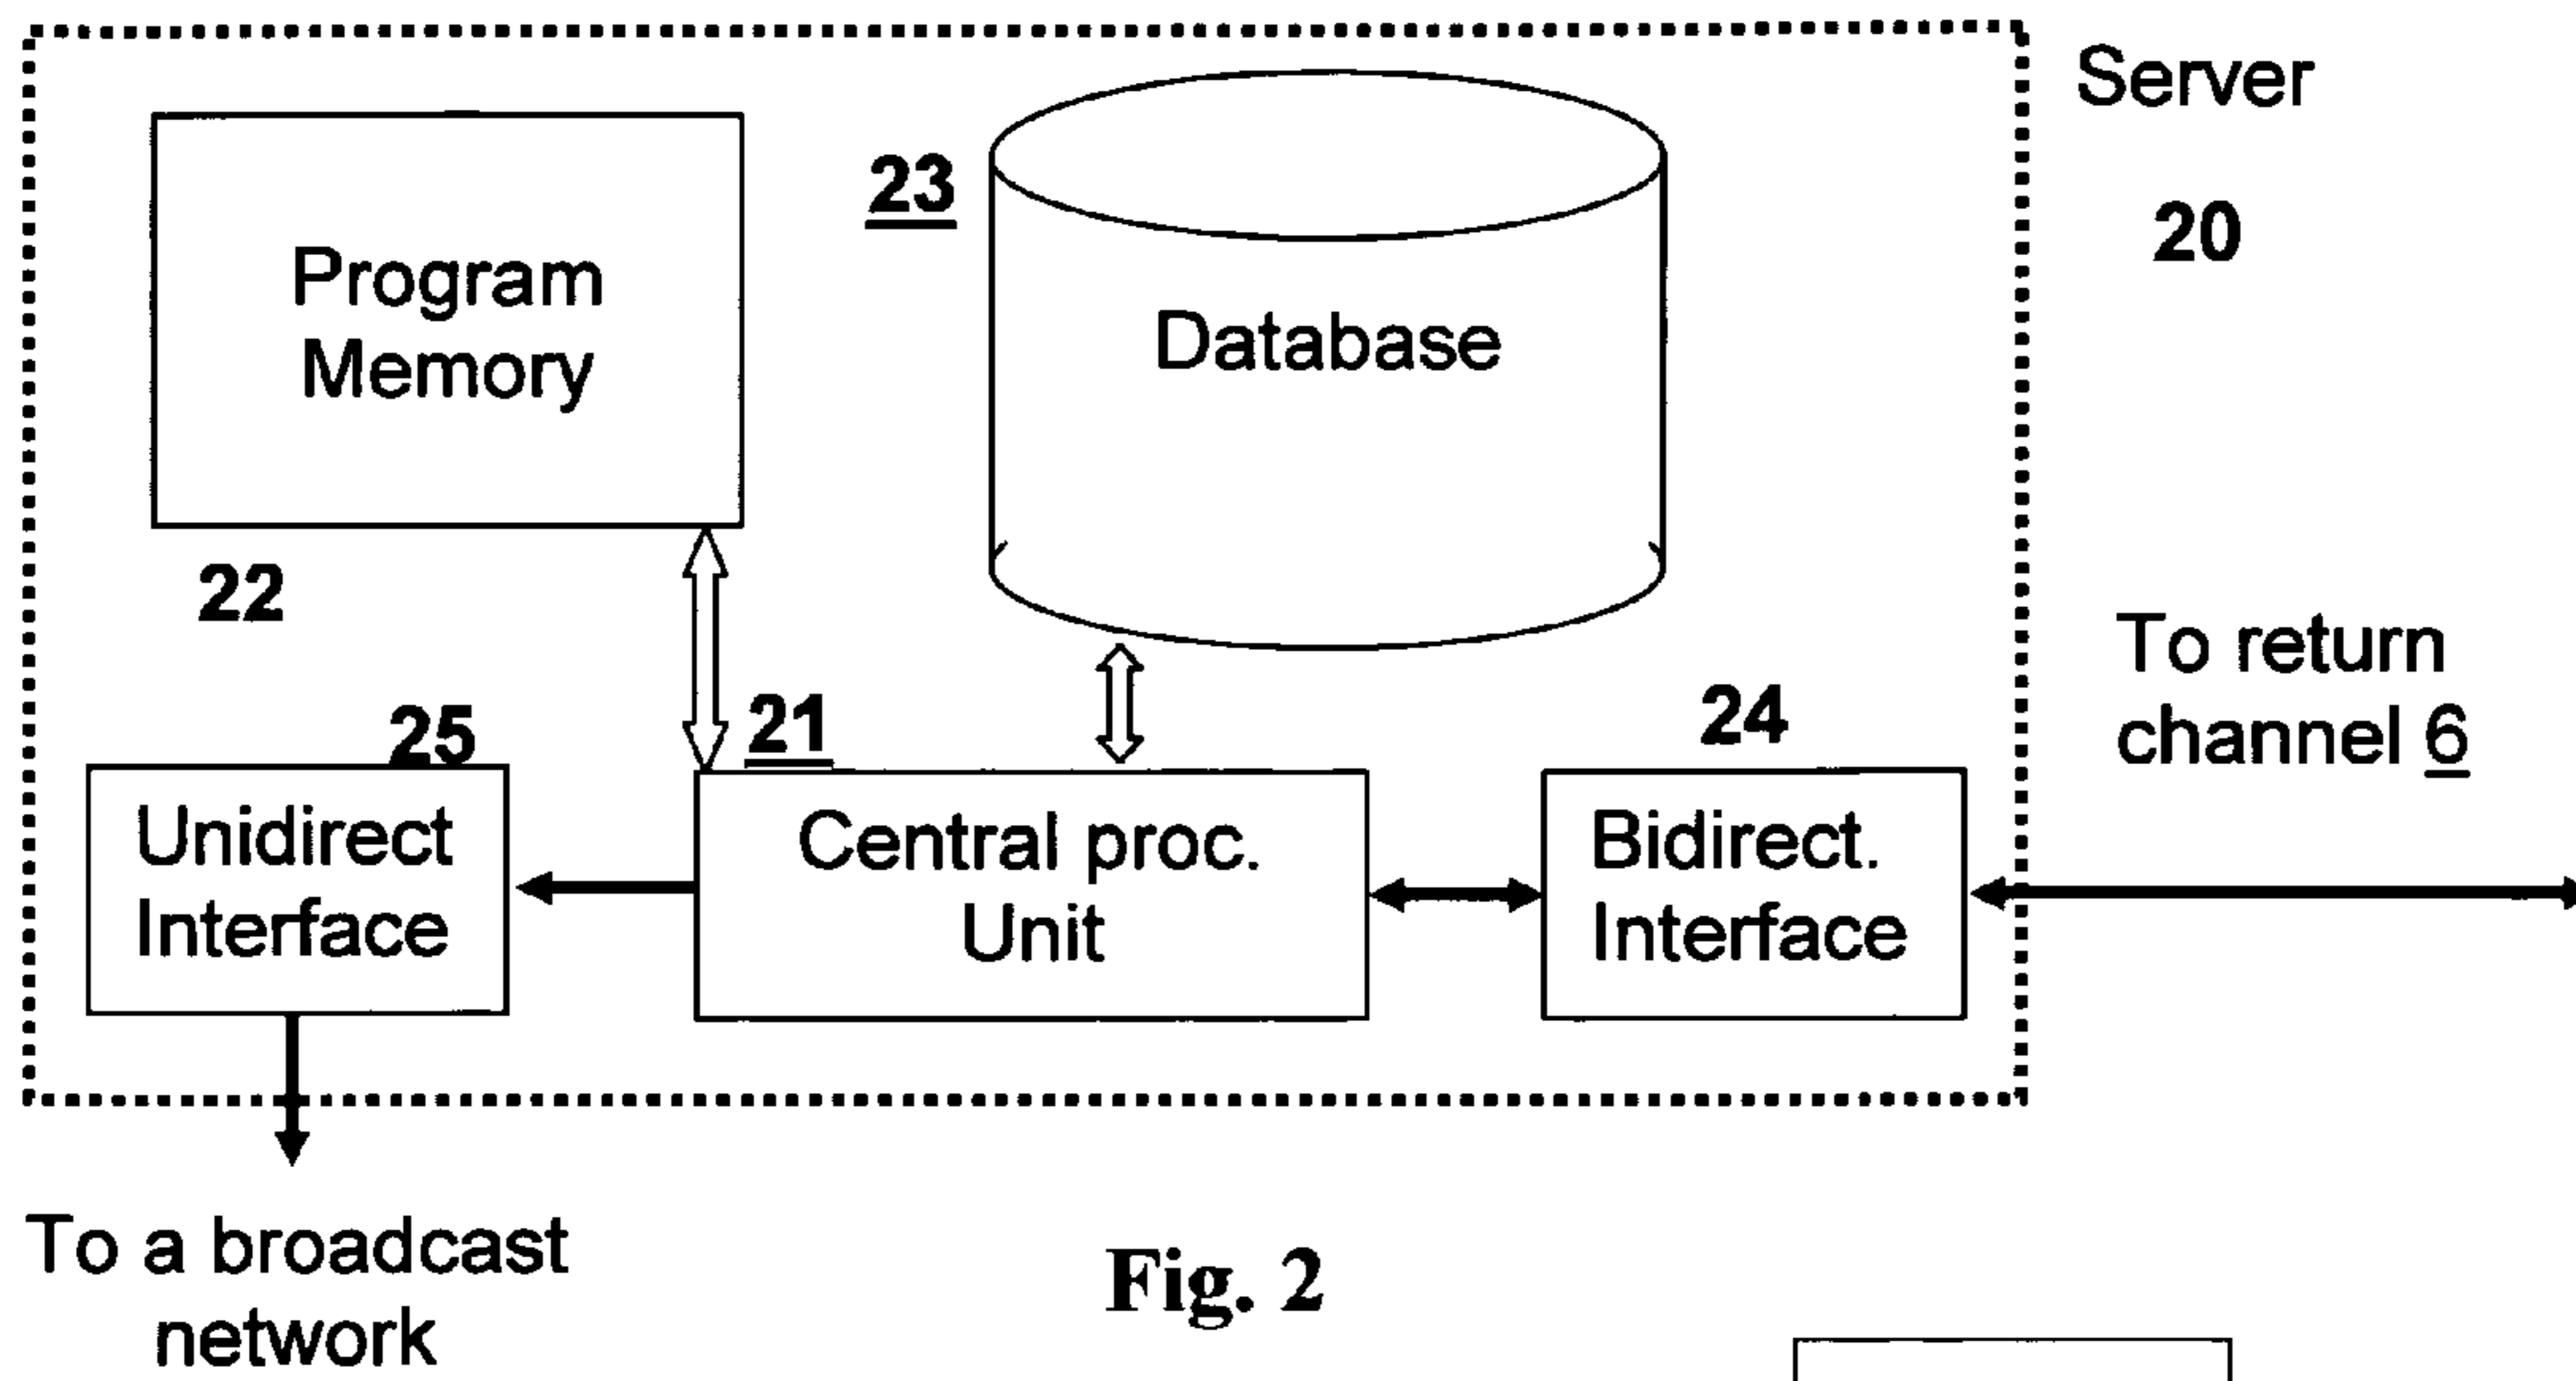 Server
20
Program
Memory
22
23
Database
25
21
24
Unidirect
Interface
Central proc.
Unit
Bidirect.
Interface
To return
channel 6
To a broadcast
network
Fig. 2